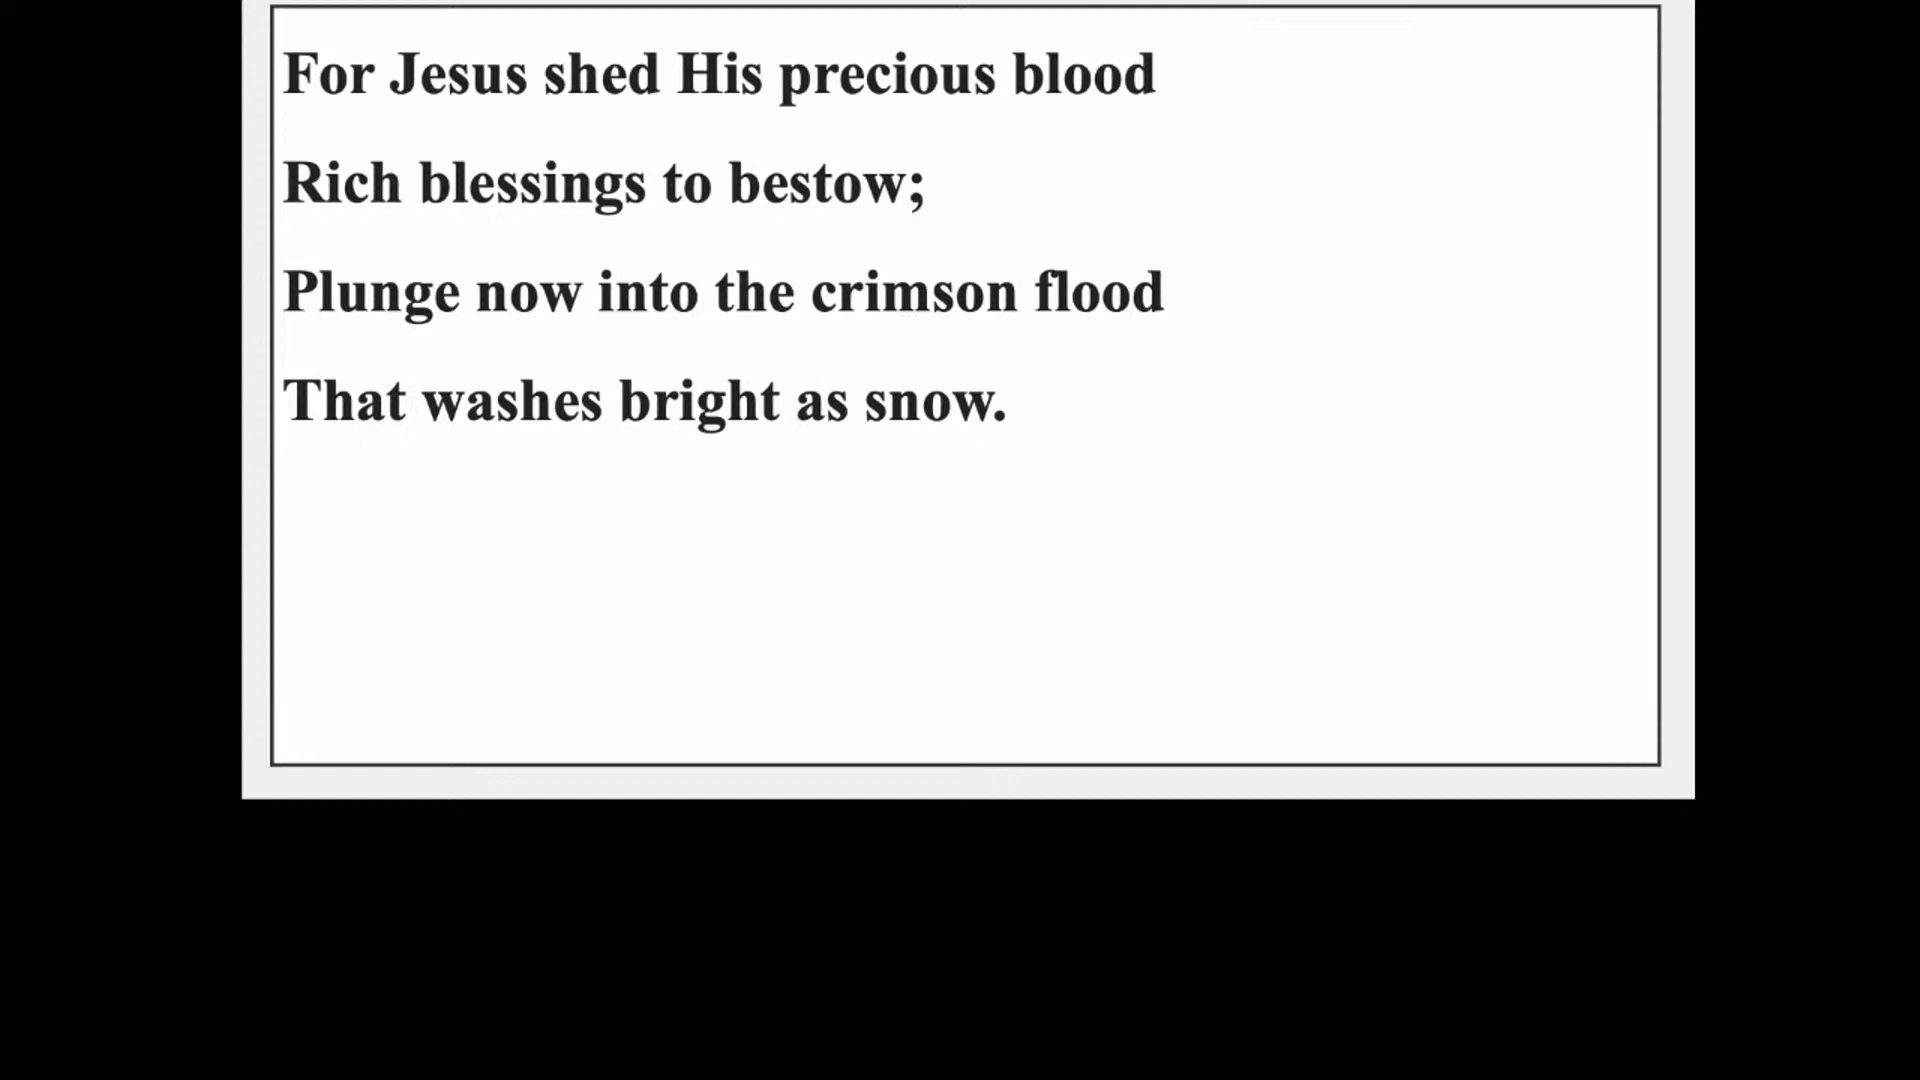 For Jesus shed His precious blood
Rich blessings to bestow;
Plunge now into the crimson flood
That washes bright as snow.